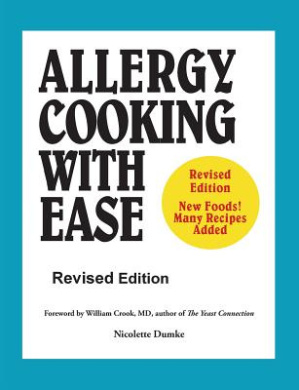 ALLERGY
COOKING
WITH
EASE
Revised
Edition
New Foods!
Many Recipes
Added
Revised Edition
Foreword by William Crook, MD, author of The Yeast Connection
Nicolette Dumke